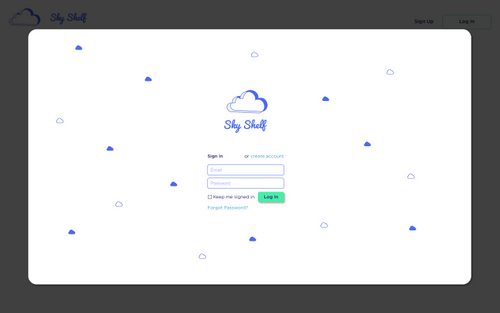 Sky Shelf
Sign Up
Log In
Sky Shelf
Sign in or create account
Email
Password
Keep me signed in
Log In
Forgot Password?